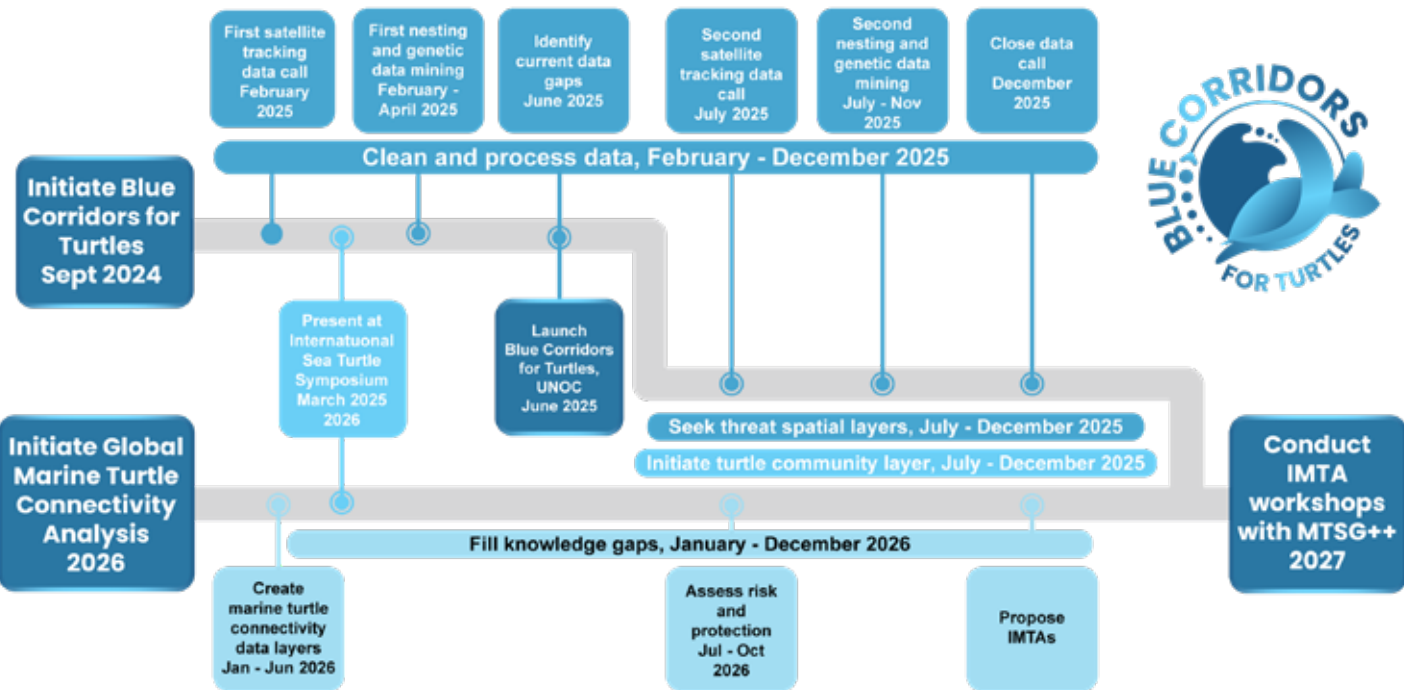 First satellite
tracking
data call
February
2025
First nesting
and genetic
data mining
February -
April 2025
Identify
current data
gaps
June 2025
Second
satellite
tracking data
call
July 2025
Second
nesting and
genetic data
mining
July - Nov
2025
Close data
call
December
2025
BLUE CORRIDORS
FOR TURTLES
Clean and process data, February - December 2025
Initiate Blue
Corridors for
Turtles
Sept 2024
Present at
Internatuonal
Sea Turtle
Symposium
March 2025
2026
Launch
Blue Corridors
for Turtles,
UNOC
June 2025
Seek threat spatial layers, July - December 2025
Initiate turtle community layer, July - December 2025
Initiate Global
Marine Turtle
Connectivity
Analysis
2026
Conduct
IMTA
workshops
with MTSG++
2027
Fill knowledge gaps, January - December 2026
Create
marine turtle
connectivity
data layers
Jan - Jun 2026
Assess risk
and
protection
Jul - Oct
2026
Propose
IMTAs